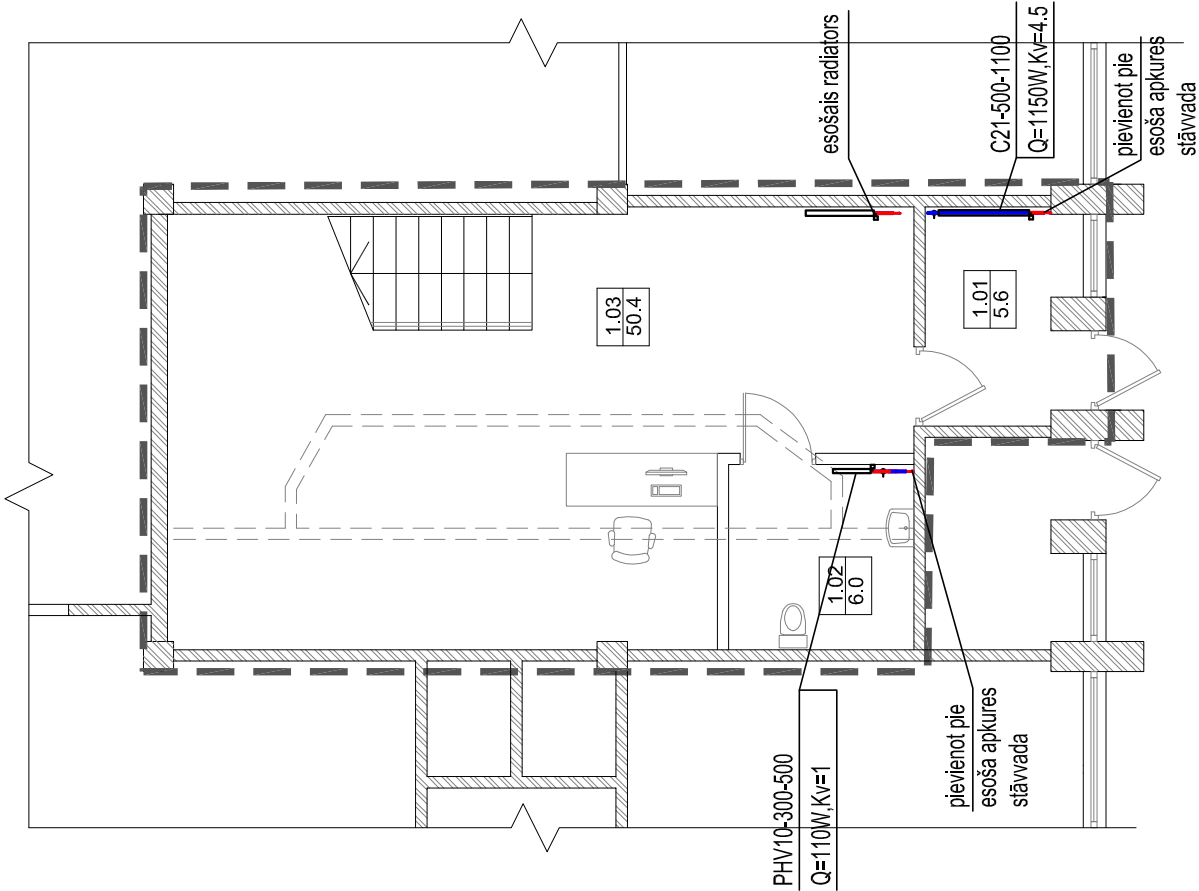 esošais radiators
C21-500-1100
Q=1150W,Kv=4.5
pievienot pie
esoša apkures
stāvvada
1.03
50.4
1.01
5.6
1.02
6.0
PHV10-300-500
Q=110W,Kv=1
pievienot pie
esoša apkures
stāvvada